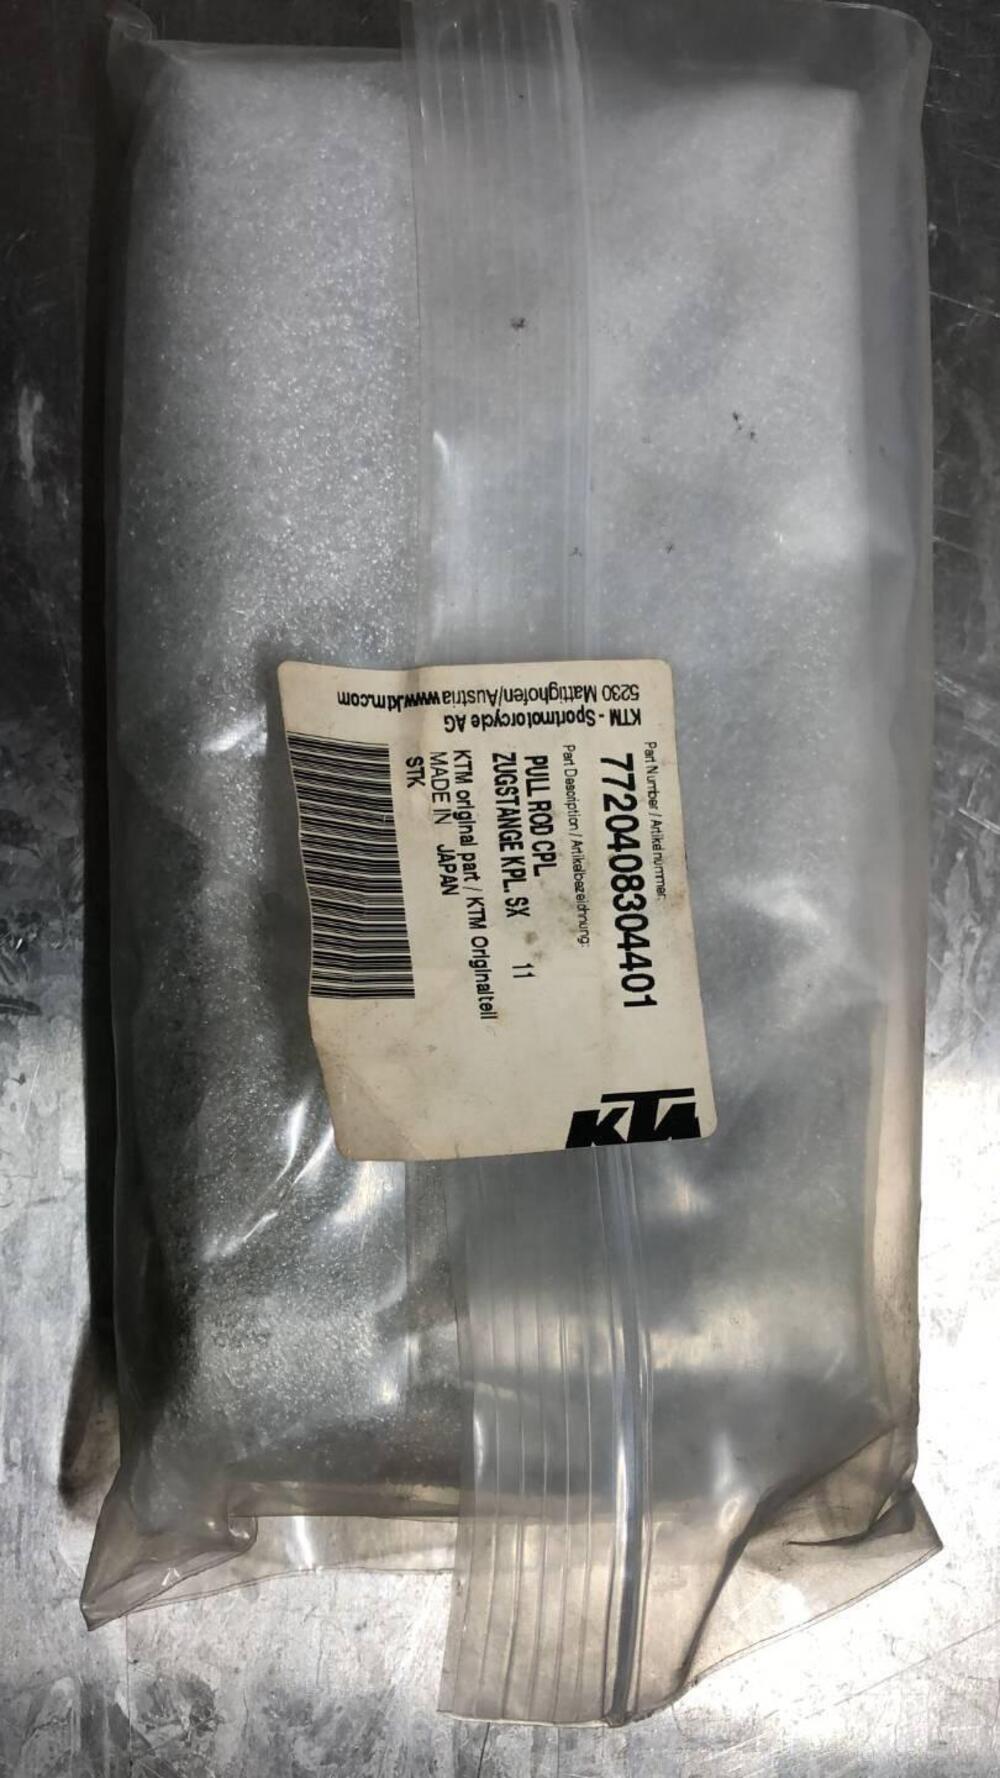 KTM
Part Number / Artikelnummer:
7720408304401
Part Description / Artikelbezeichnung:
PULL ROD CPL.
ZUGSTANGE KPL. SX 11
KTM original part / KTM Originalteil
MADE IN JAPAN
STK
KTM - Sportmotorcycle AG
5230 Mattighofen/Austria www.ktm.com